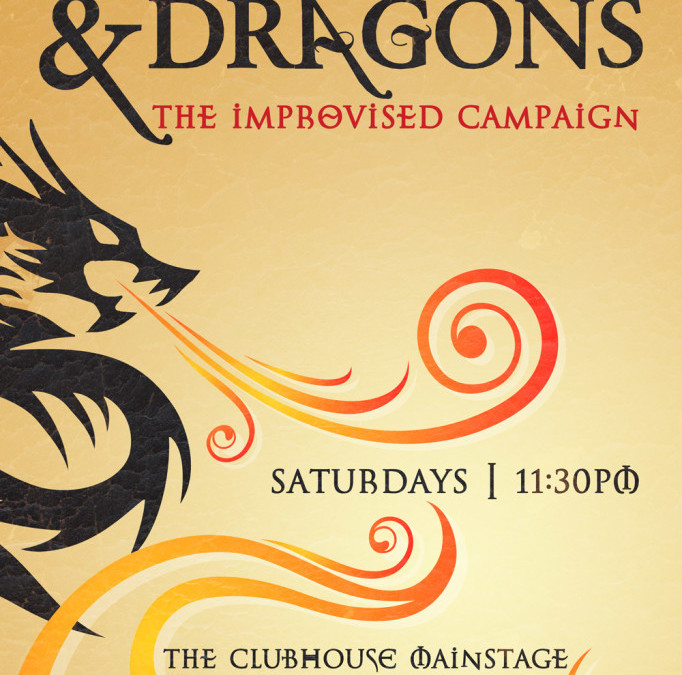 & DRAGONS
THE IMPROVISED CAMPAIGN
SATURDAYS | 11:30PM
THE CLUBHOUSE MAINSTAGE